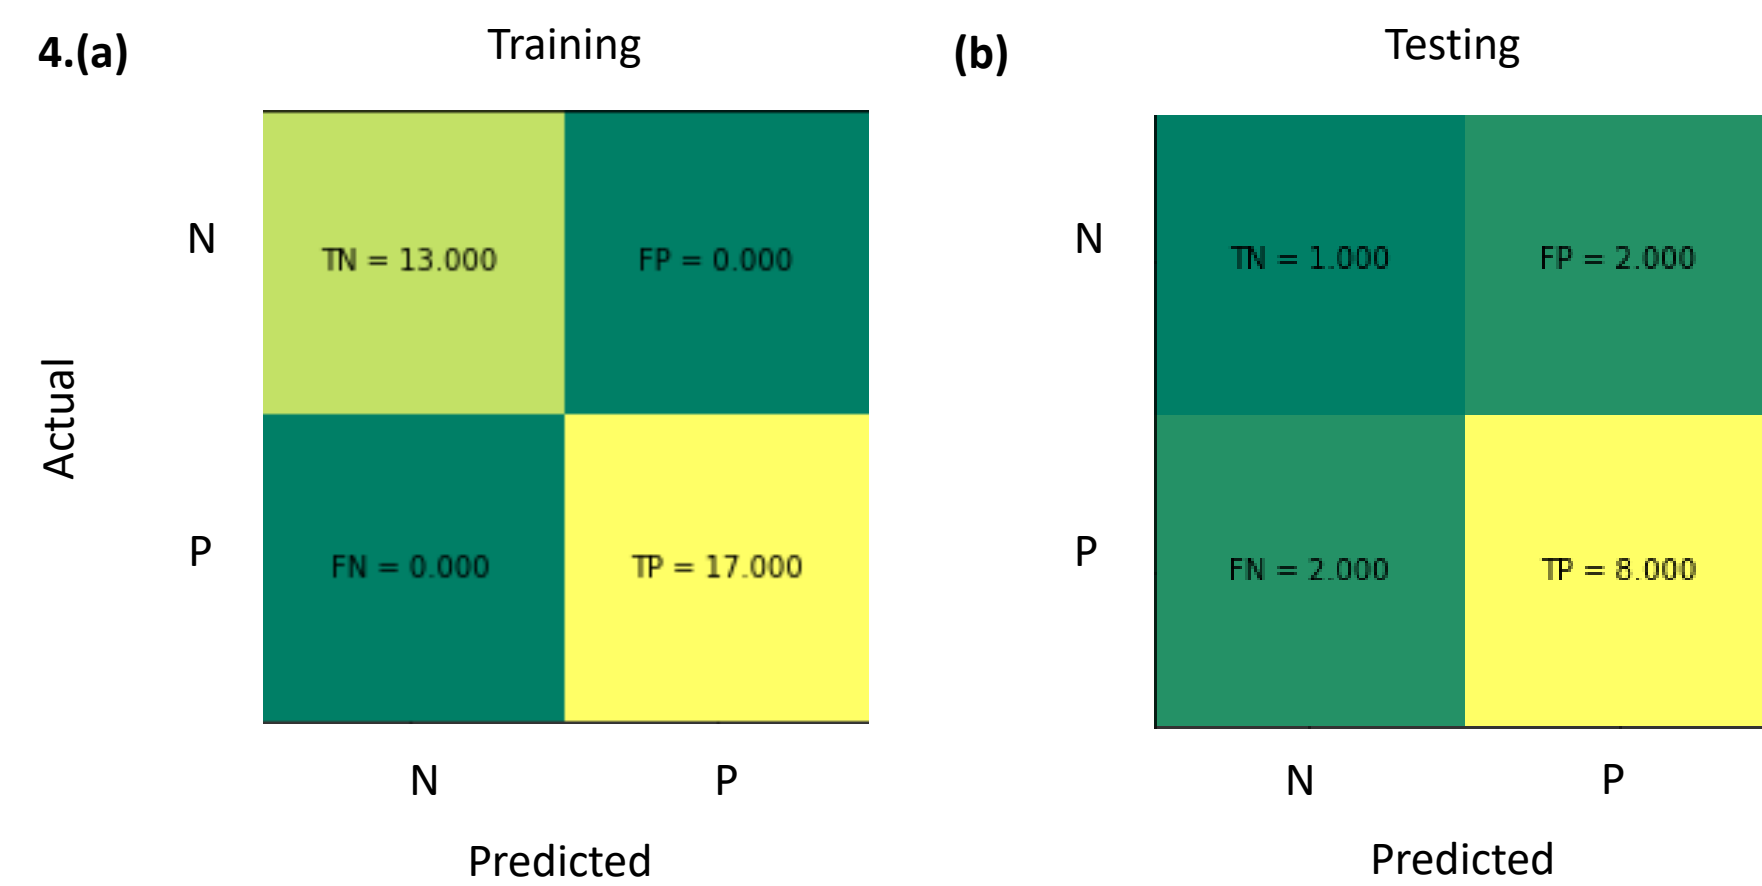 4.(a)
Training
N
TN = 13.000
FP = 0.000
Actual
P
FN = 0.000
TP = 17.000
N
P
Predicted
(b)
Testing
N
TN = 1.000
FP = 2.000
P
FN = 2.000
TP = 8.000
N
P
Predicted